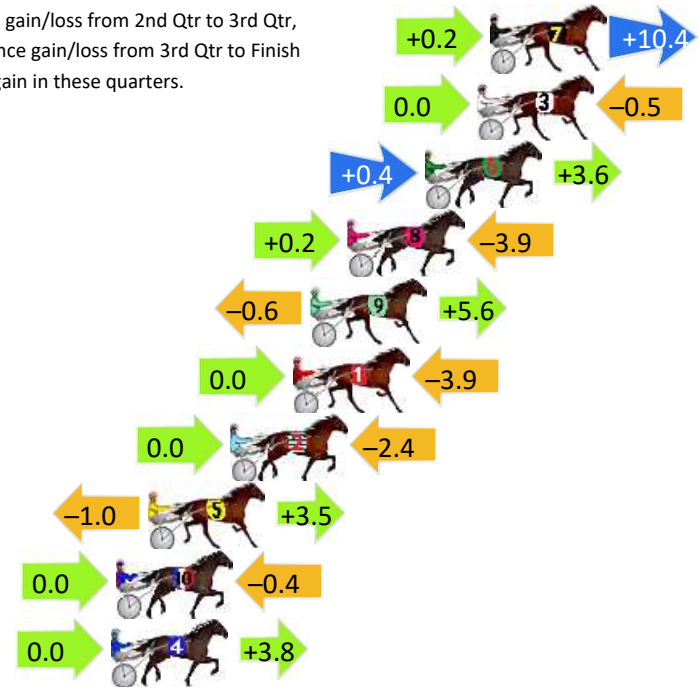 gain/loss from 2nd Qtr to 3rd Qtr,
nce gain/loss from 3rd Qtr to Finish
gain in these quarters.
+0.2 7 +10.4
0.0 3 –0.5
+0.4 6 +3.6
+0.2 8 –3.9
–0.6 9 +5.6
0.0 1 –3.9
0.0 2 –2.4
–1.0 5 +3.5
0.0 10 –0.4
0.0 4 +3.8